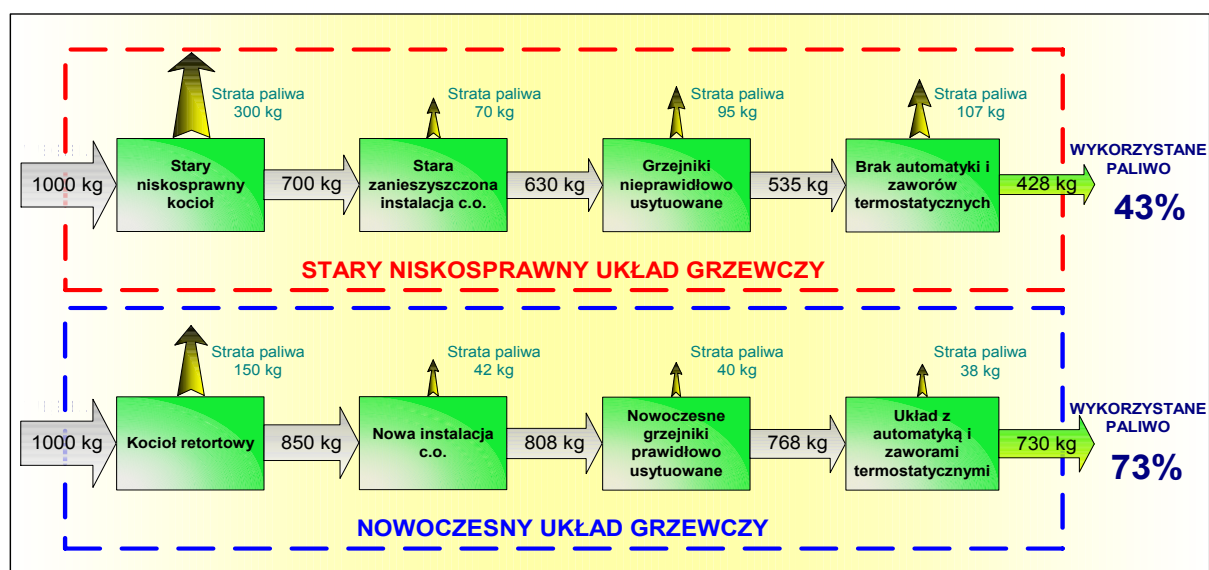 Strata paliwa
300 kg
Strata paliwa
70 kg
Strata paliwa
95 kg
Strata paliwa
107 kg
1000 kg
Stary
niskosprawny
kocioł
700 kg
Stara
zanieszyszczona
instalacja c.o.
630 kg
Grzejniki
nieprawidłowo
usytuowane
535 kg
Brak automatyki i
zaworów
termostatycznych
428 kg
WYKORZYSTANE
PALIWO
43%
STARY NISKOSPRAWNY UKŁAD GRZEWCZY
Strata paliwa
150 kg
Strata paliwa
42 kg
Strata paliwa
40 kg
Strata paliwa
38 kg
1000 kg
Kocioł retortowy
850 kg
Nowa instalacja
c.o.
808 kg
Nowoczesne
grzejniki
prawidłowo
usytuowane
768 kg
Układ z
automatyką i
zaworami
termostatycznymi
730 kg
WYKORZYSTANE
PALIWO
73%
NOWOCZESNY UKŁAD GRZEWCZY